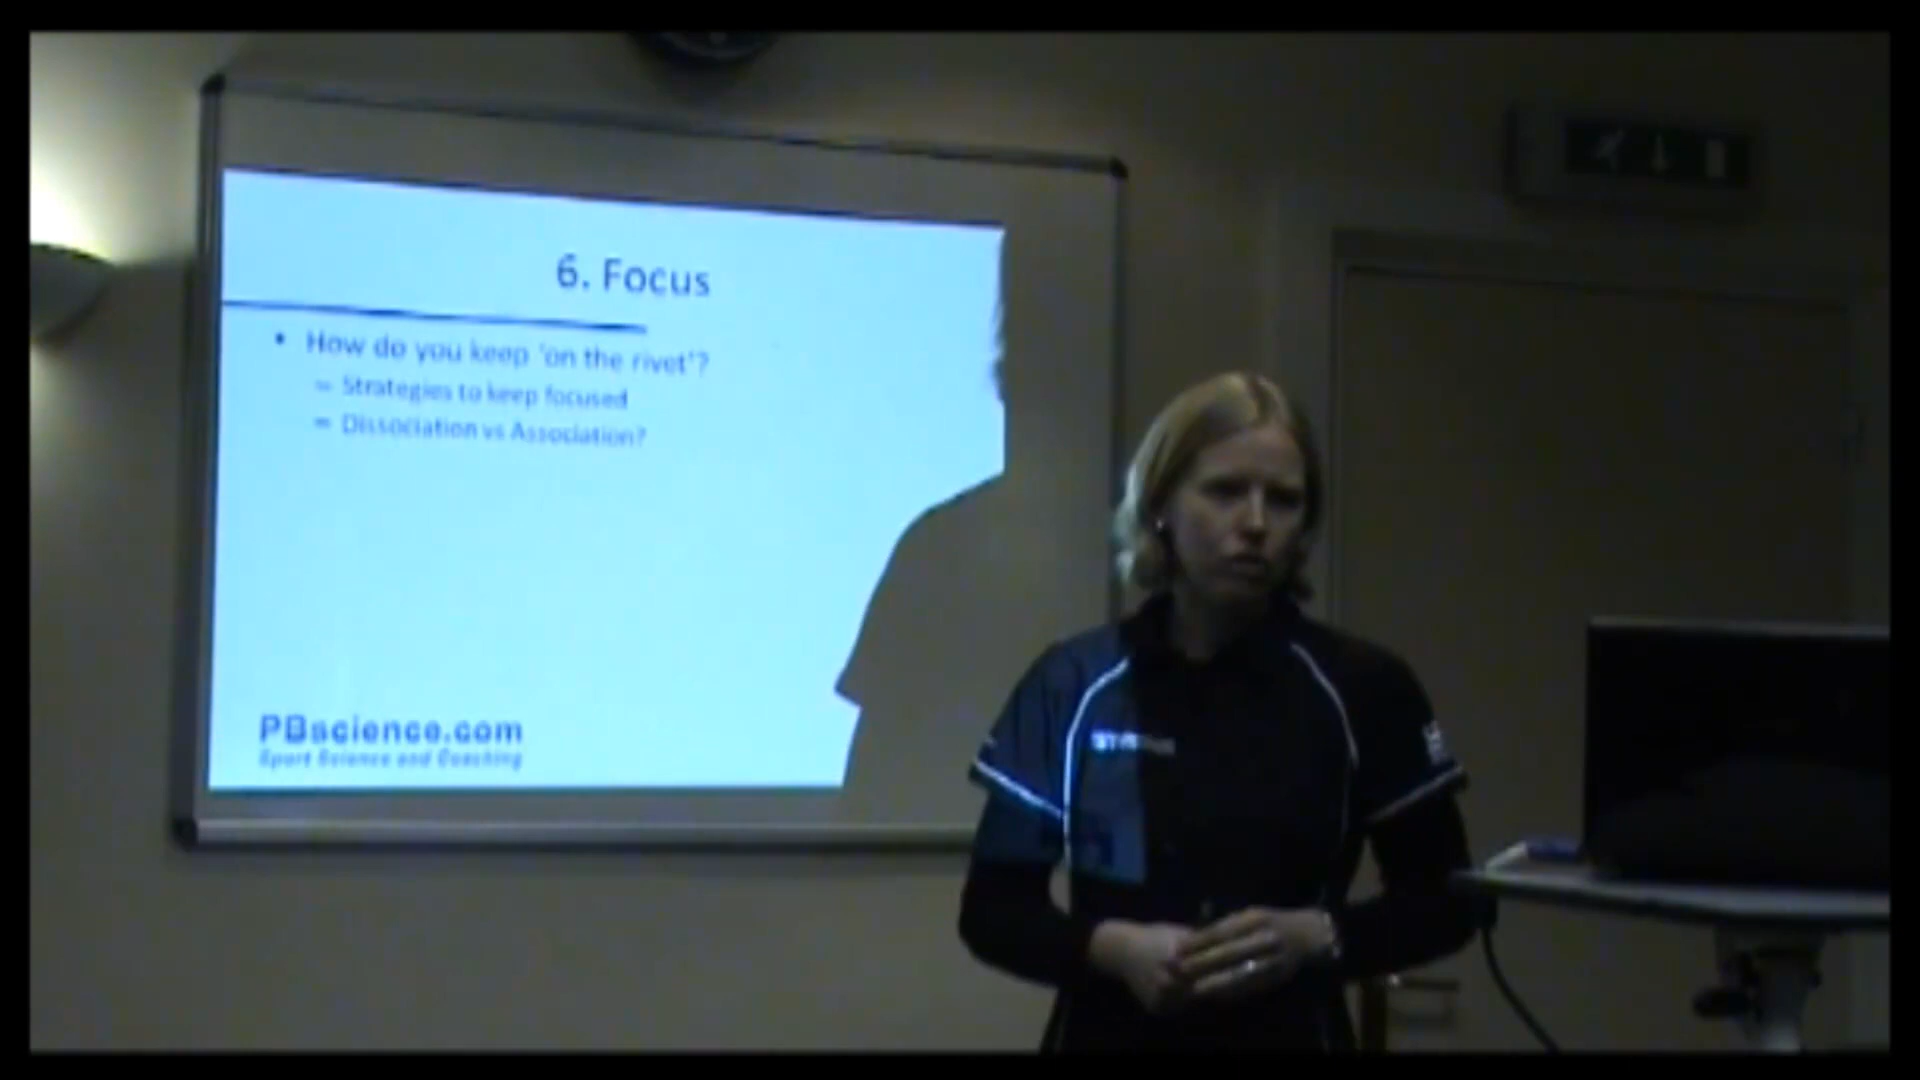 6. Focus
• How do you keep 'on the rivet'?
– Strategies to keep focused
– Dissociation vs Association?
PBscience.com
Sport Science and Coaching